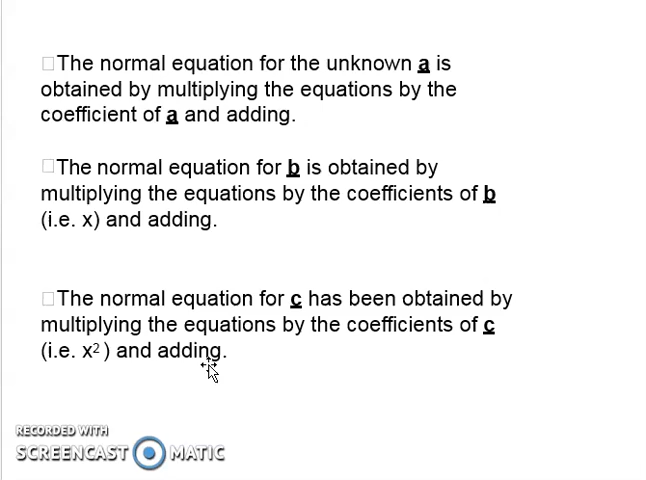 □The normal equation for the unknown a is
obtained by multiplying the equations by the
coefficient of a and adding.
□The normal equation for b is obtained by
multiplying the equations by the coefficients of b
(i.e. x) and adding.
□The normal equation for c has been obtained by
multiplying the equations by the coefficients of c
(i.e. x² ) and adding.
RECORDED WITH
SCREENCAST MATIC